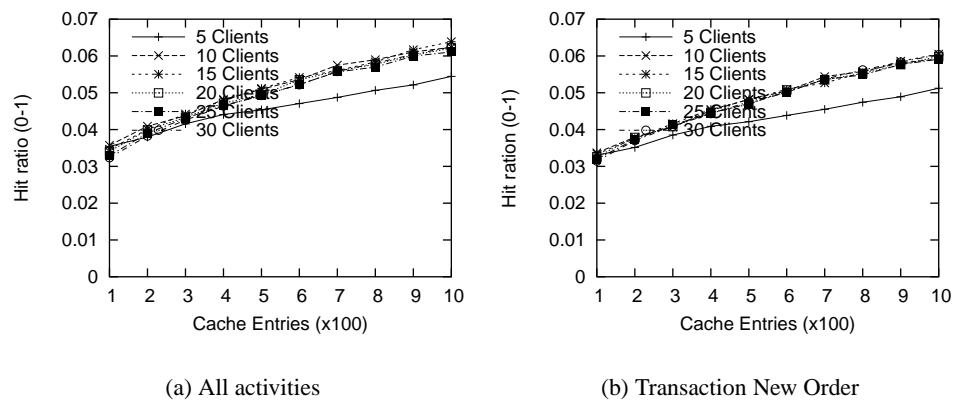 0.07
0.06
0.05
0.04
0.03
0.02
0.01
0
Hit ratio (0-1)
5 Clients
10 Clients
15 Clients
20 Clients
25 Clients
30 Clients
1 2 3 4 5 6 7 8 9 10
Cache Entries (x100)
(a) All activities
0.07
0.06
0.05
0.04
0.03
0.02
0.01
0
Hit ration (0-1)
5 Clients
10 Clients
15 Clients
20 Clients
25 Clients
30 Clients
1 2 3 4 5 6 7 8 9 10
Cache Entries (x100)
(b) Transaction New Order